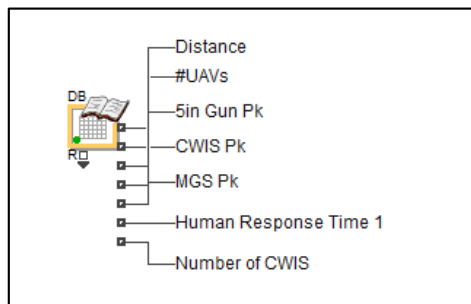 Distance
#UAVs
DB
5in Gun Pk
CWIS Pk
R
MGS Pk
Human Response Time 1
Number of CWIS